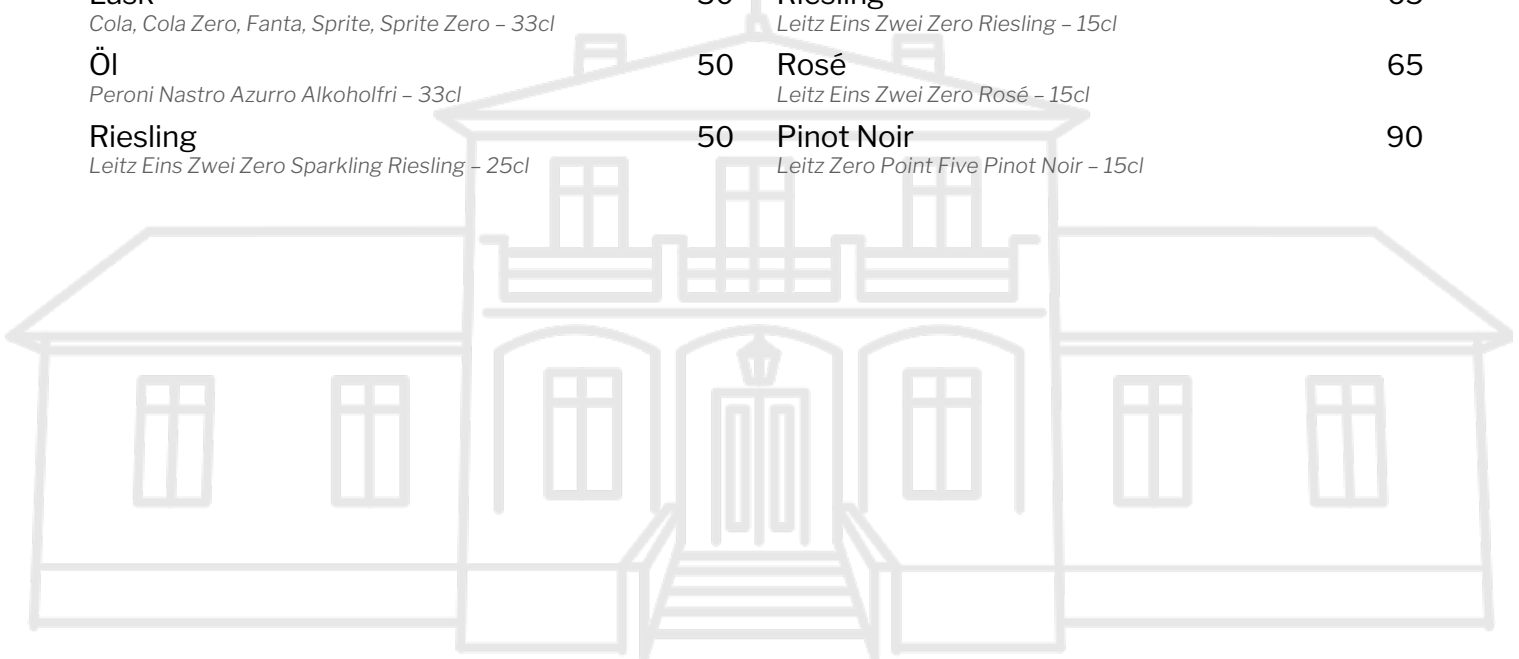 Läsk
Cola, Cola Zero, Fanta, Sprite, Sprite Zero – 33cl
Öl 50
Peroni Nastro Azurro Alkoholfri – 33cl
Riesling 50
Leitz Eins Zwei Zero Sparkling Riesling – 25cl
Riesling
Leitz Eins Zwei Zero Riesling – 15cl
Rosé 65
Leitz Eins Zwei Zero Rosé – 15cl
Pinot Noir 90
Leitz Zero Point Five Pinot Noir – 15cl